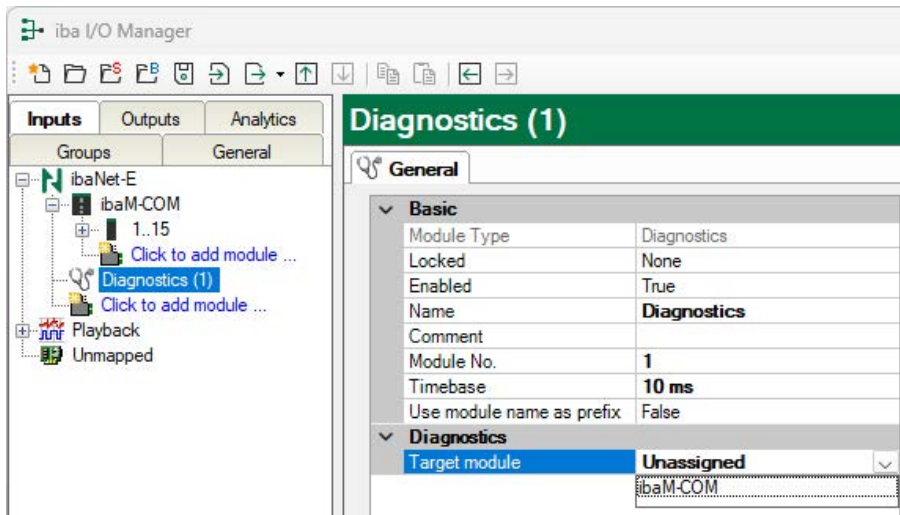 iba I/O Manager
Inputs Outputs Analytics
Groups General
ibaNet-E
ibaM-COM
1..15
Click to add module ...
Diagnostics (1)
Click to add module ...
Playback
Unmapped
Diagnostics (1)
General
Basic
Module Type Diagnostics
Locked None
Enabled True
Name Diagnostics
Comment
Module No. 1
Timebase 10 ms
Use module name as prefix False
Diagnostics
Target module Unassigned
ibaM-COM